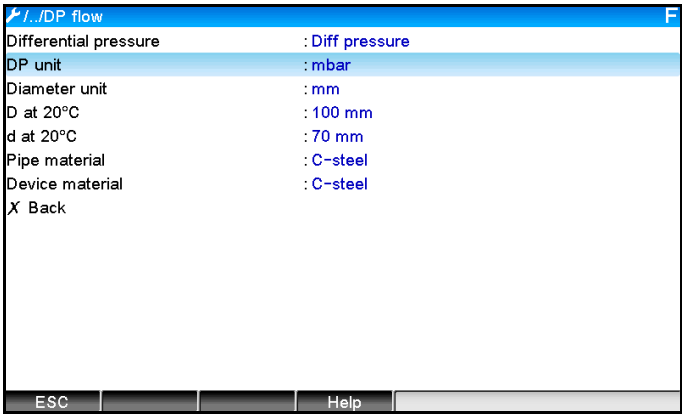 /../DP flow F
Differential pressure : Diff pressure
DP unit : mbar
Diameter unit : mm
D at 20°C : 100 mm
d at 20°C : 70 mm
Pipe material : C-steel
Device material : C-steel
X Back
ESC Help